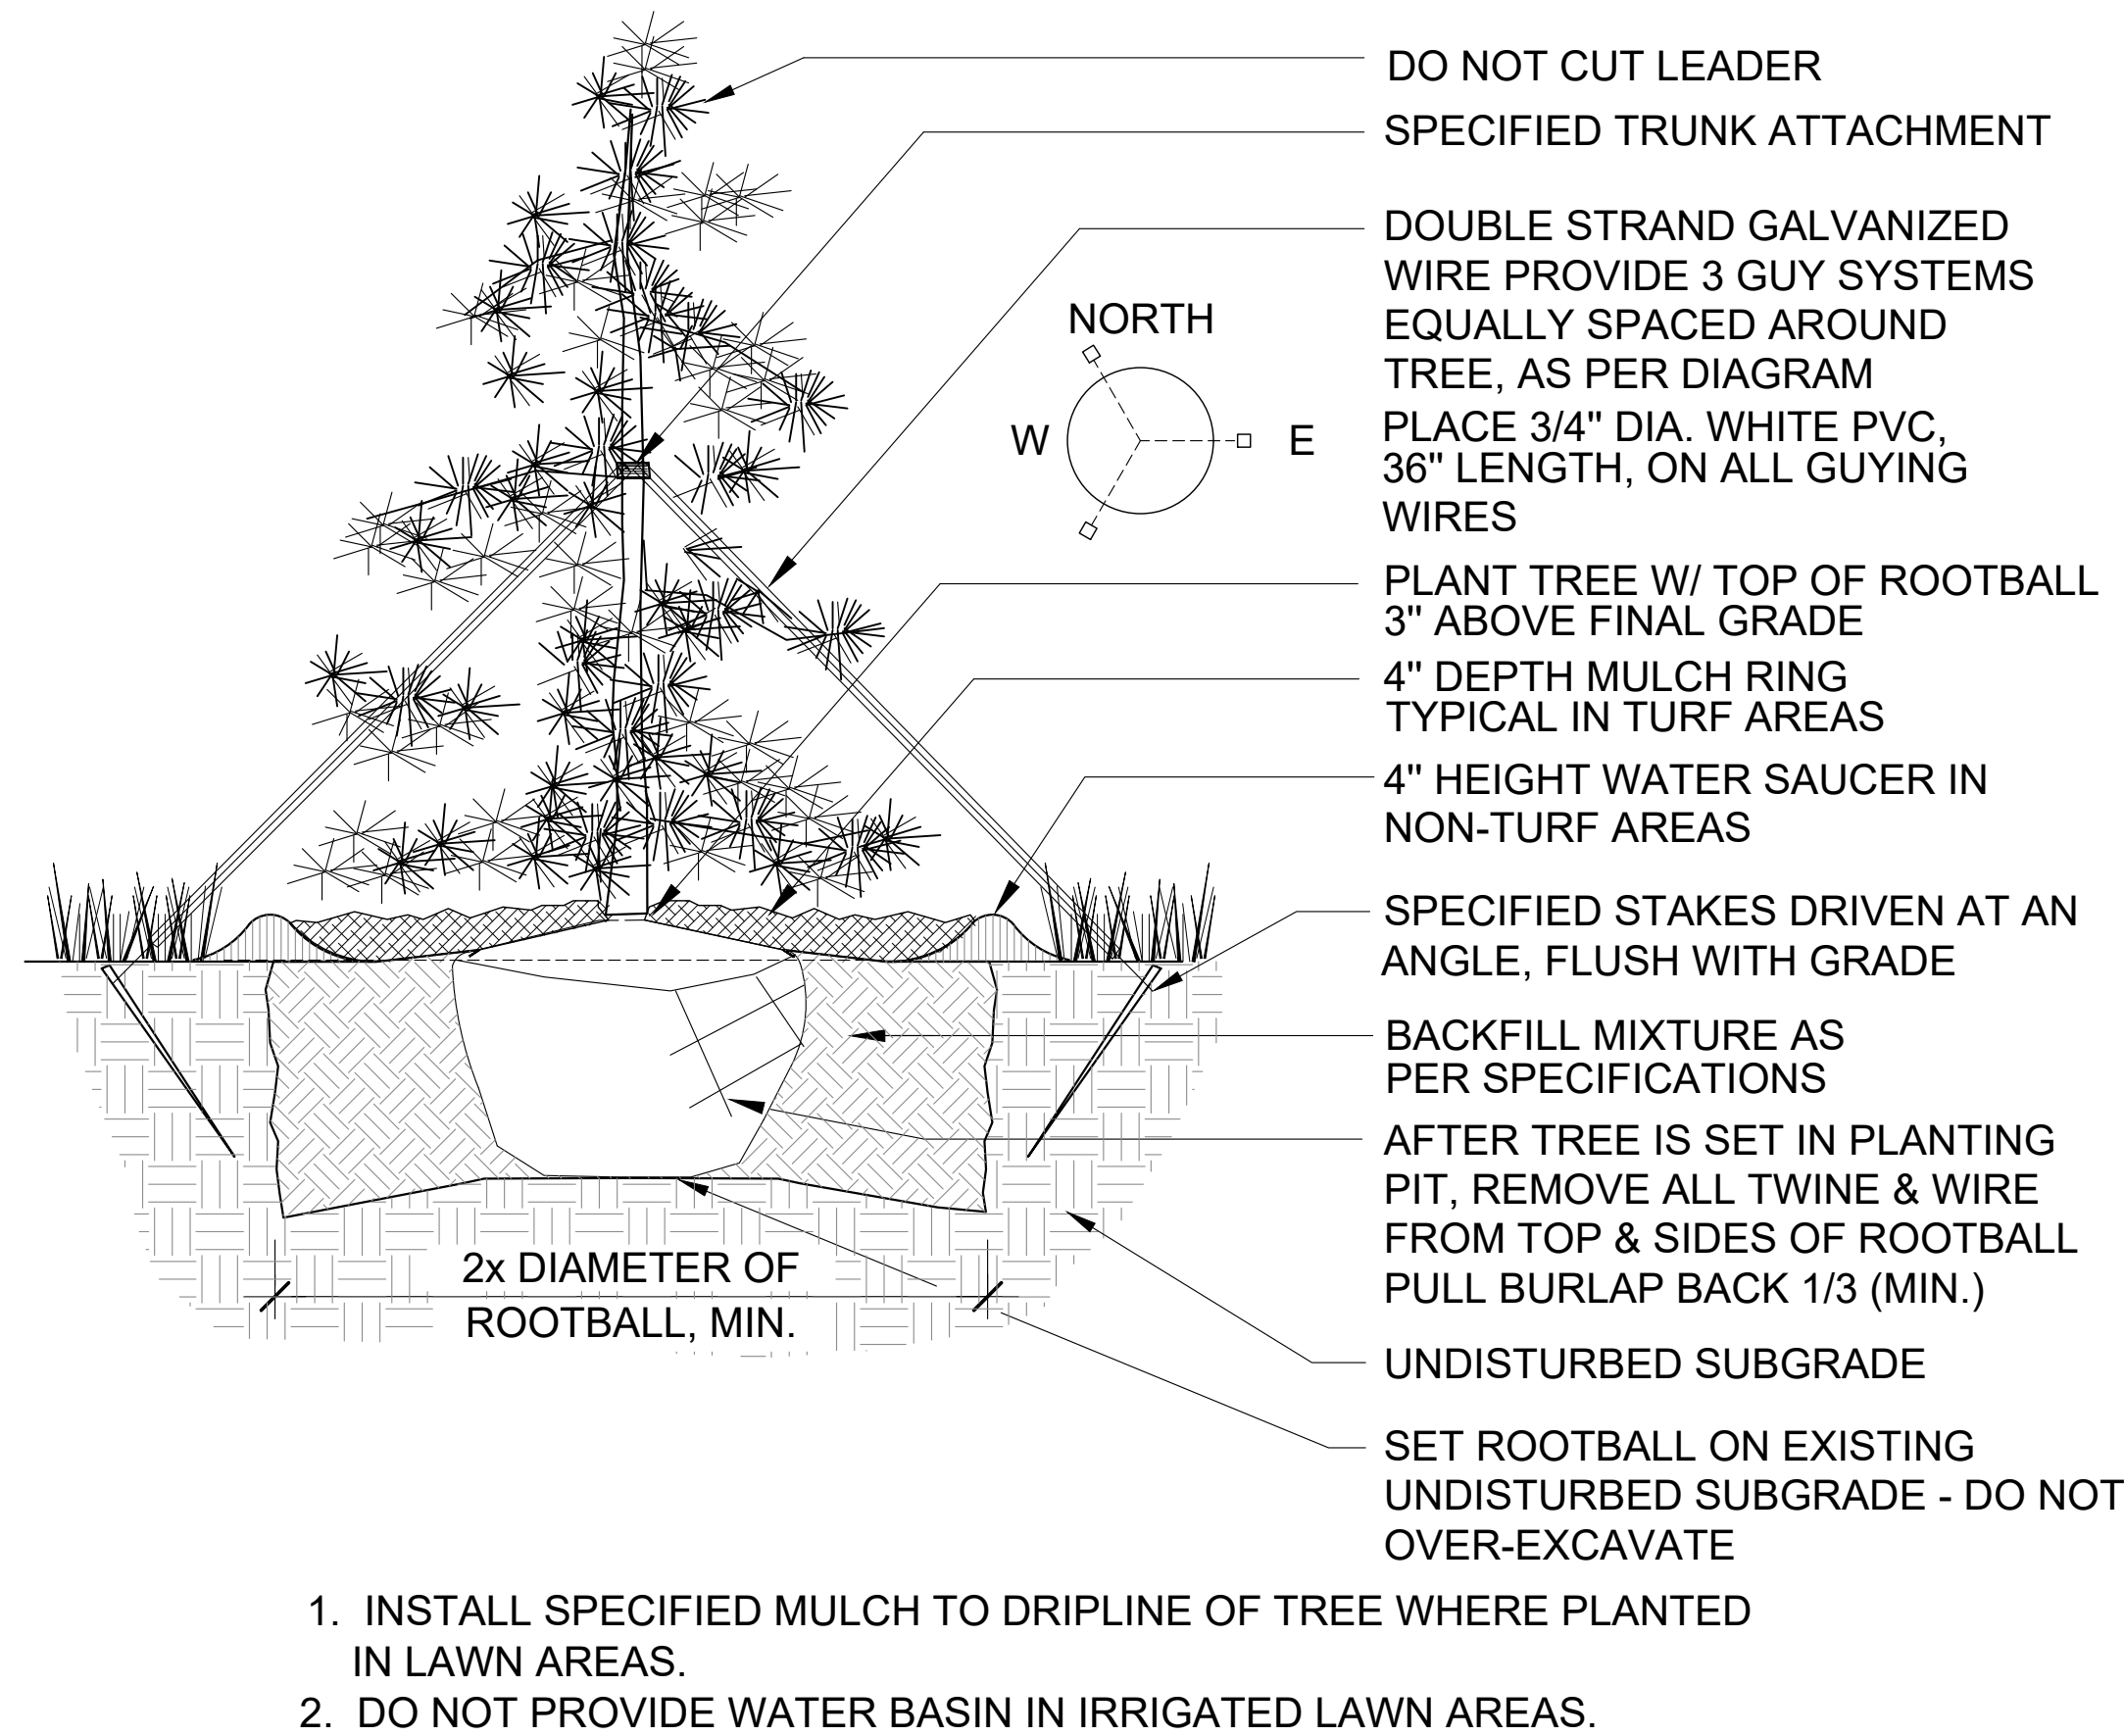 DO NOT CUT LEADER
SPECIFIED TRUNK ATTACHMENT
DOUBLE STRAND GALVANIZED
WIRE PROVIDE 3 GUY SYSTEMS
EQUALLY SPACED AROUND
TREE, AS PER DIAGRAM
NORTH
W
E
PLACE 3/4" DIA. WHITE PVC,
36" LENGTH, ON ALL GUYING
WIRES
PLANT TREE W/ TOP OF ROOTBALL
3" ABOVE FINAL GRADE
4" DEPTH MULCH RING
TYPICAL IN TURF AREAS
4" HEIGHT WATER SAUCER IN
NON-TURF AREAS
SPECIFIED STAKES DRIVEN AT AN
ANGLE, FLUSH WITH GRADE
BACKFILL MIXTURE AS
PER SPECIFICATIONS
AFTER TREE IS SET IN PLANTING
PIT, REMOVE ALL TWINE & WIRE
FROM TOP & SIDES OF ROOTBALL
PULL BURLAP BACK 1/3 (MIN.)
2x DIAMETER OF
ROOTBALL, MIN.
UNDISTURBED SUBGRADE
SET ROOTBALL ON EXISTING
UNDISTURBED SUBGRADE - DO NOT
OVER-EXCAVATE
1. INSTALL SPECIFIED MULCH TO DRIPLINE OF TREE WHERE PLANTED
IN LAWN AREAS.
2. DO NOT PROVIDE WATER BASIN IN IRRIGATED LAWN AREAS.